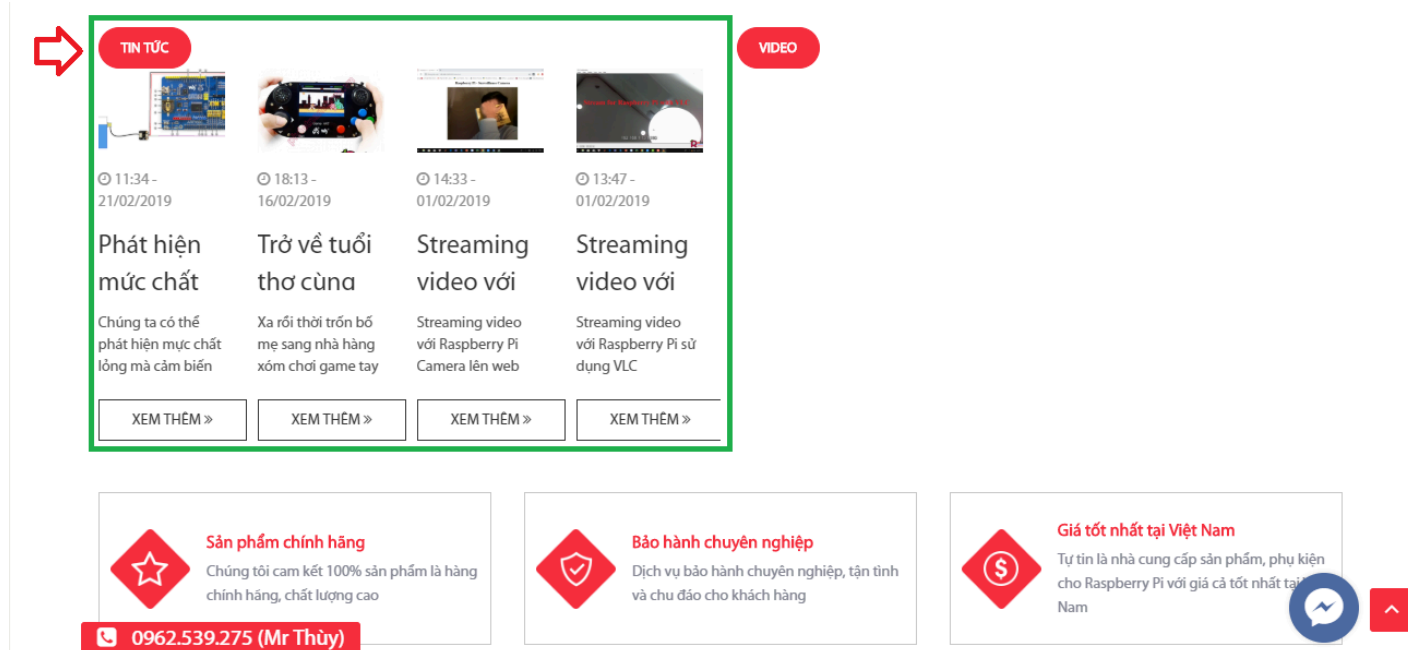 TIN TỨC
VIDEO
11:34 -
21/02/2019
Phát hiện
mức chất
Chúng ta có thể
phát hiện mực chất
lỏng mà cảm biến
XEM THÊM »
18:13 -
16/02/2019
Trở về tuổi
thơ cùng
Xa rồi thời trốn bố
mẹ sang nhà hàng
xóm chơi game tay
XEM THÊM »
14:33 -
01/02/2019
Streaming
video với
Streaming video
với Raspberry Pi
Camera lên web
XEM THÊM »
13:47 -
01/02/2019
Streaming
video với
Streaming video
với Raspberry Pi sử
dụng VLC
XEM THÊM »
Sản phẩm chính hãng
Chúng tôi cam kết 100% sản phẩm là hàng
chính hãng, chất lượng cao
Bảo hành chuyên nghiệp
Dịch vụ bảo hành chuyên nghiệp, tận tình
và chu đáo cho khách hàng
Giá tốt nhất tại Việt Nam
Tự tin là nhà cung cấp sản phẩm, phụ kiện
cho Raspberry Pi với giá cả tốt nhất tại
Nam
0962.539.275 (Mr Thùy)